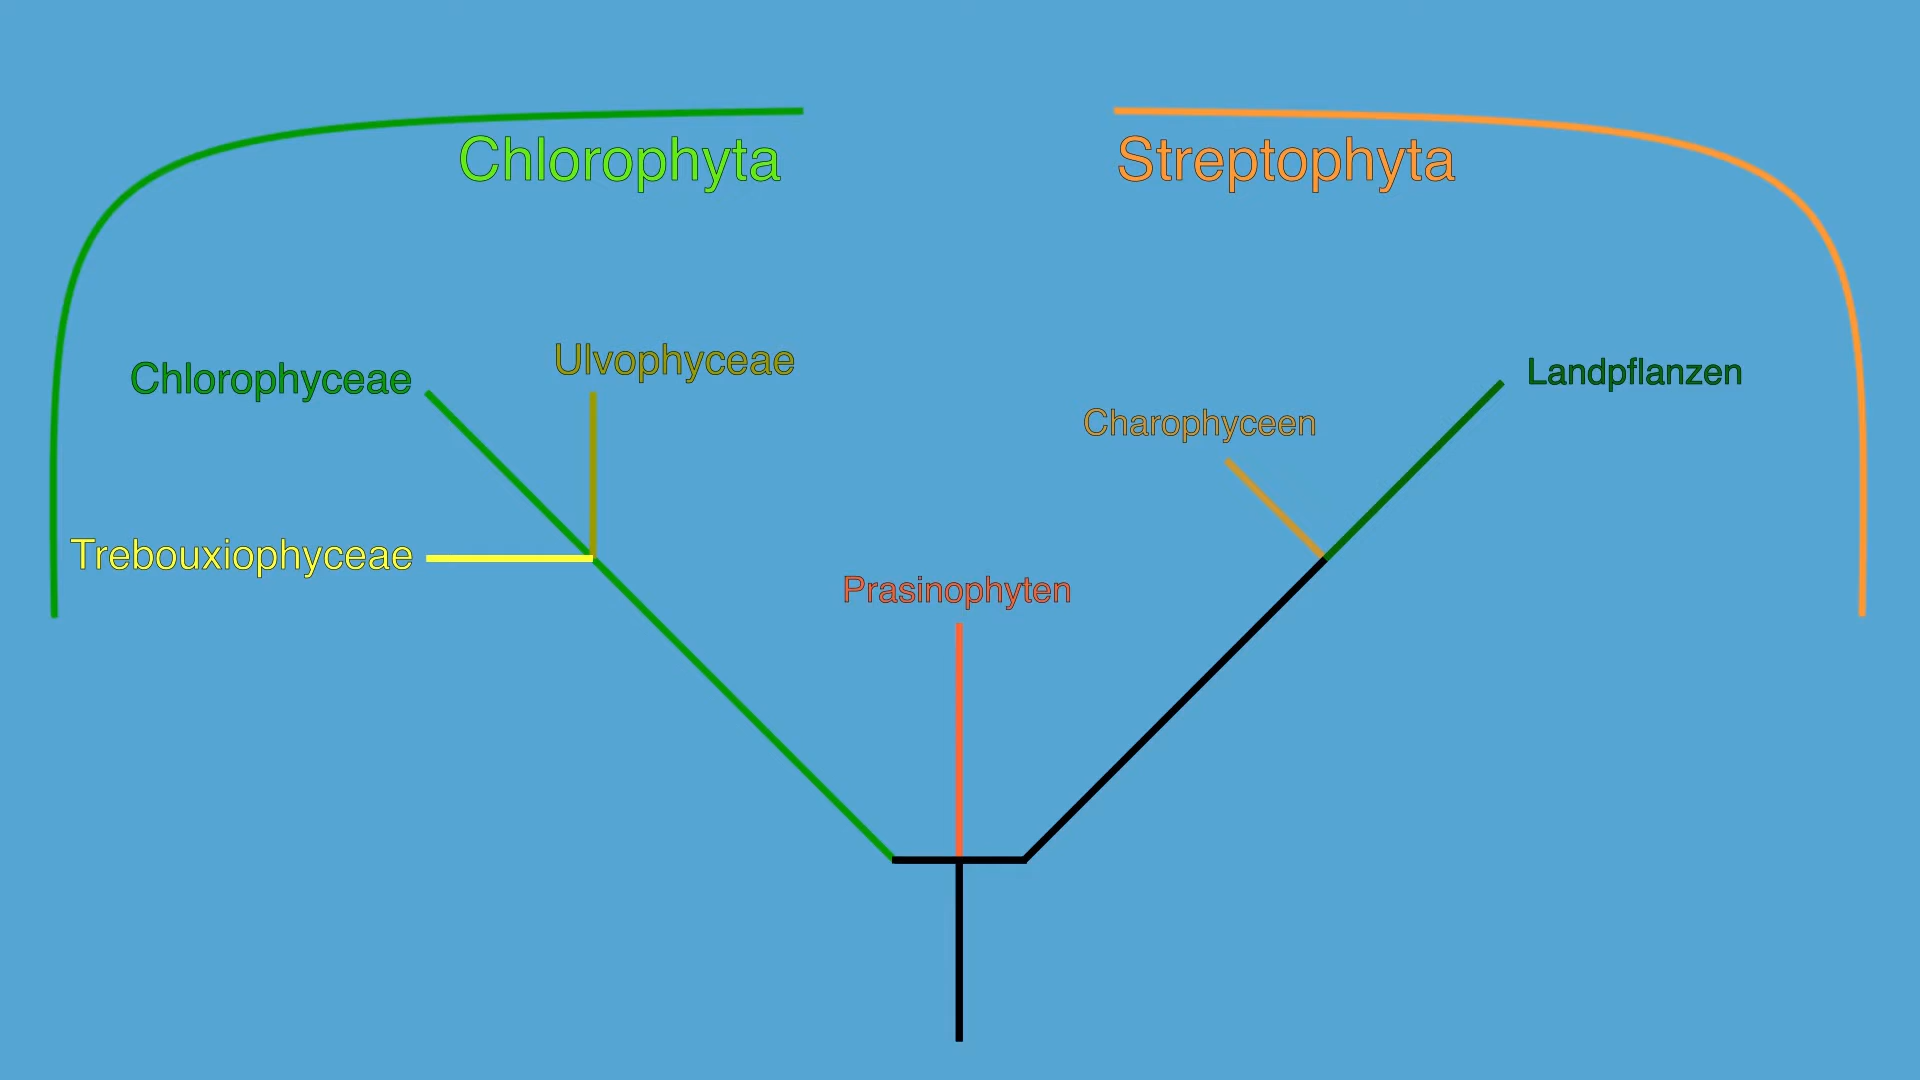 Chlorophyta
Streptophyta
Chlorophyceae
Ulvophyceae
Trebouxiophyceae
Prasinophyten
Charophyceen
Landpflanzen